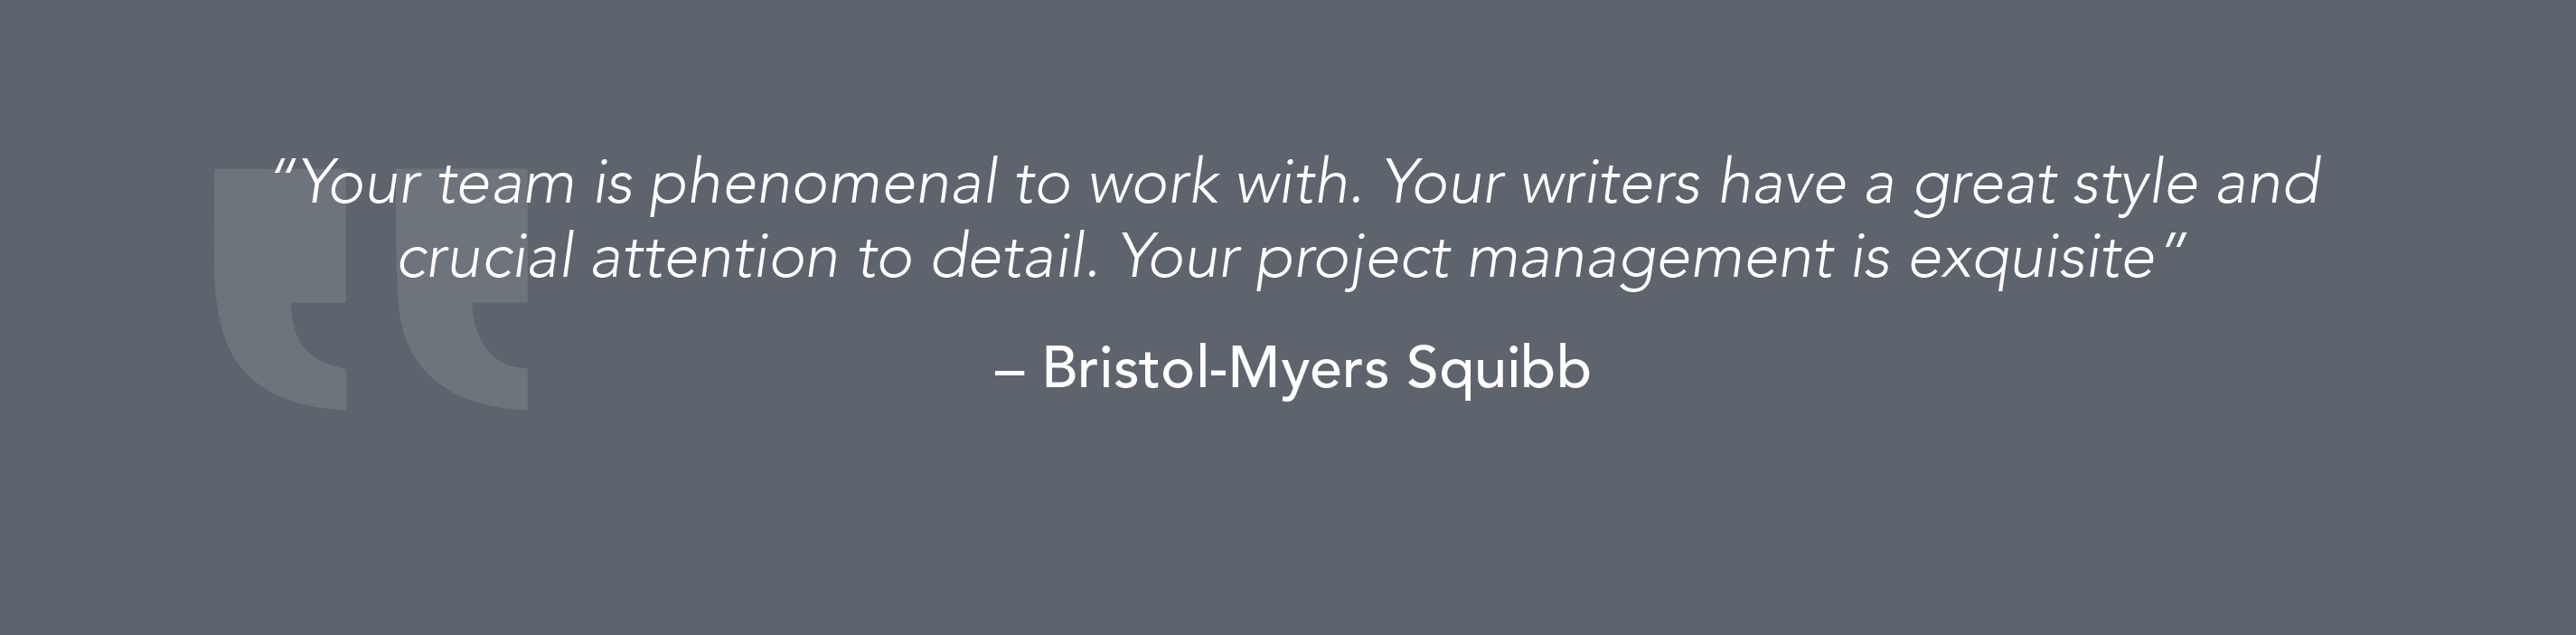 “Your team is phenomenal to work with. Your writers have a great style and
crucial attention to detail. Your project management is exquisite”
– Bristol-Myers Squibb